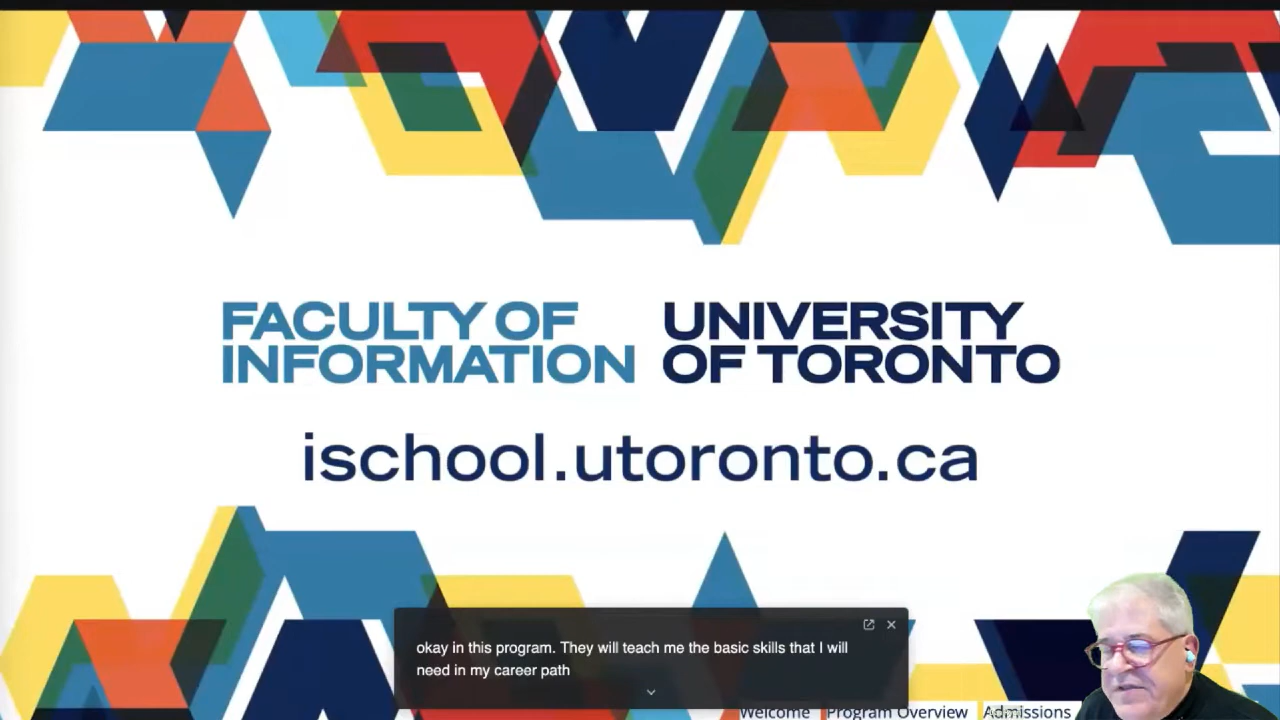 FACULTY OF
INFORMATION
UNIVERSITY
OF TORONTO
ischool.utoronto.ca
okay in this program. They will teach me the basic skills that I will
need in my career path
Welcome Program Overview Admissions